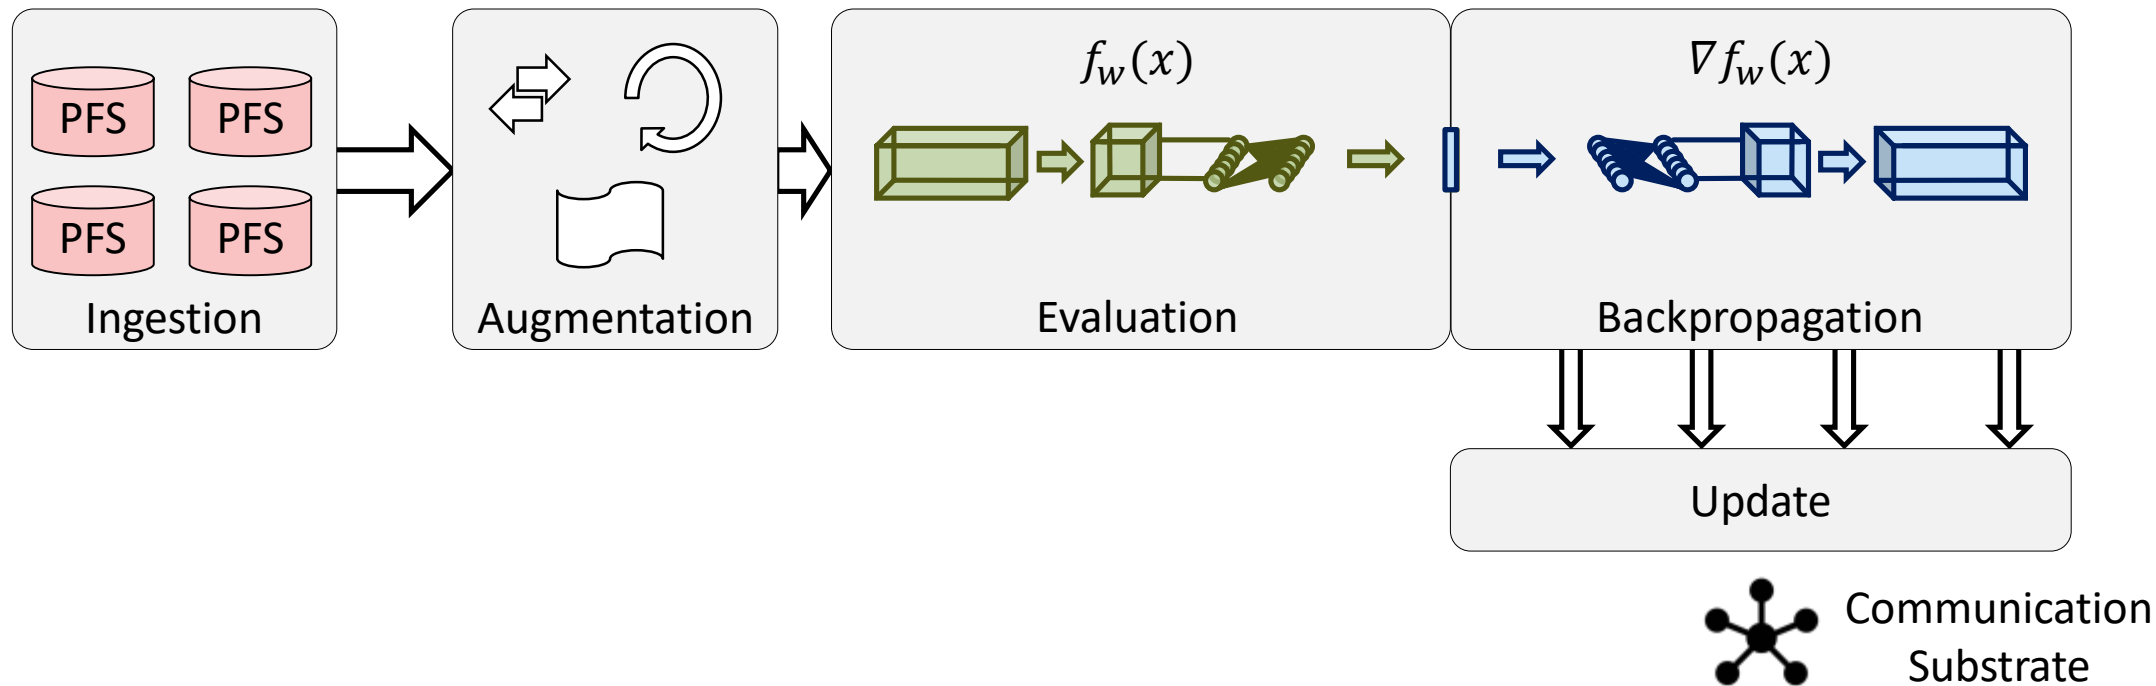 PFS PFS
PFS PFS
Ingestion
Augmentation
f_w(x)
Evaluation
∇f_w(x)
Backpropagation
Update
Communication
Substrate